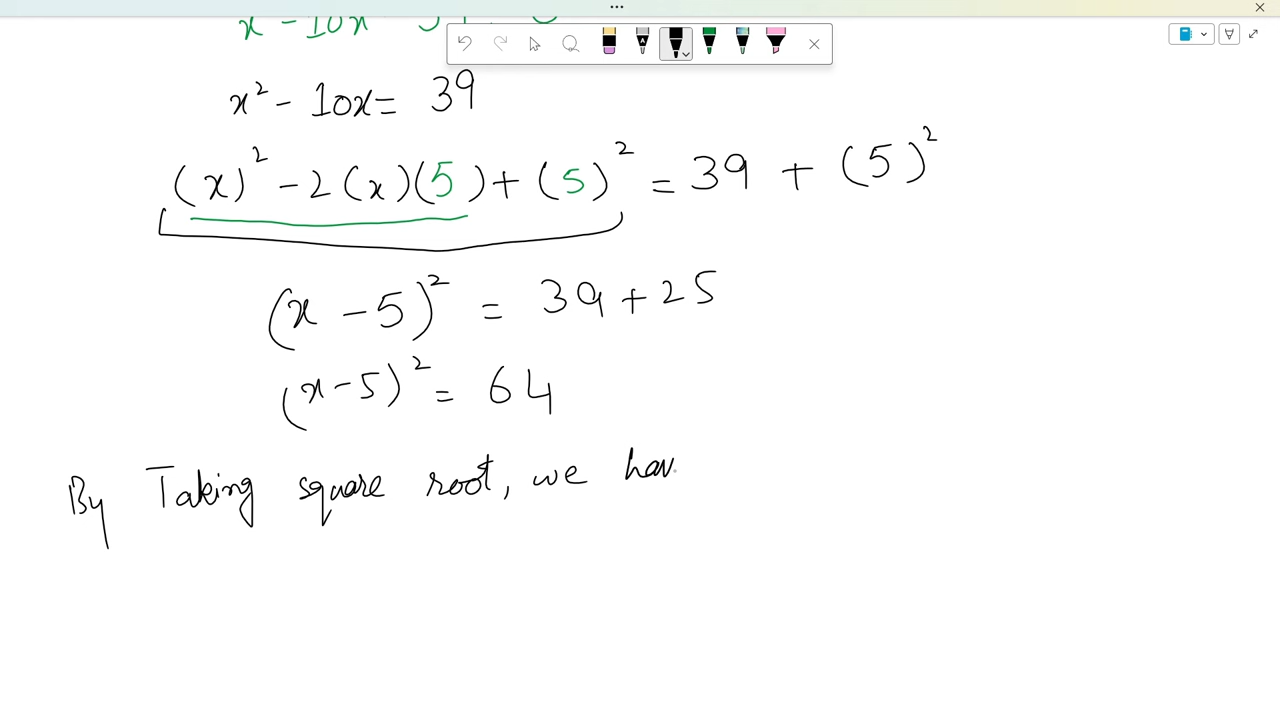 x² - 10x = 39
(x)² - 2(x)(5) + (5)² = 39 + (5)²
(x - 5)² = 39 + 25
(x - 5)² = 64
By Taking square root, we hav